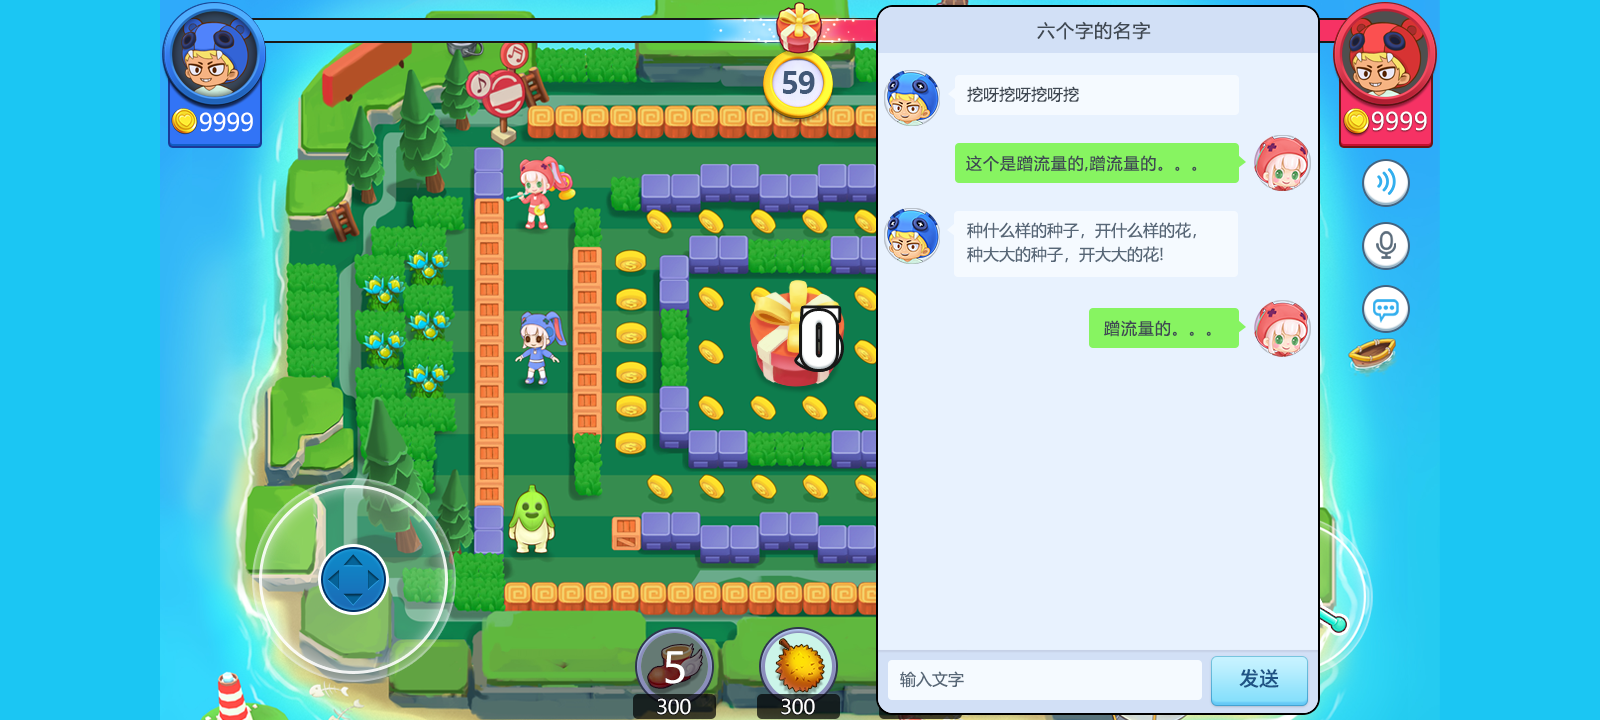 六个字的名字
59
9999
9999
挖呀挖呀挖呀挖
这个是蹭流量的,蹭流量的。。。
种什么样的种子，开什么样的花，
种大大的种子，开大大的花!
蹭流量的。。。
0
5
300
300
输入文字
发送